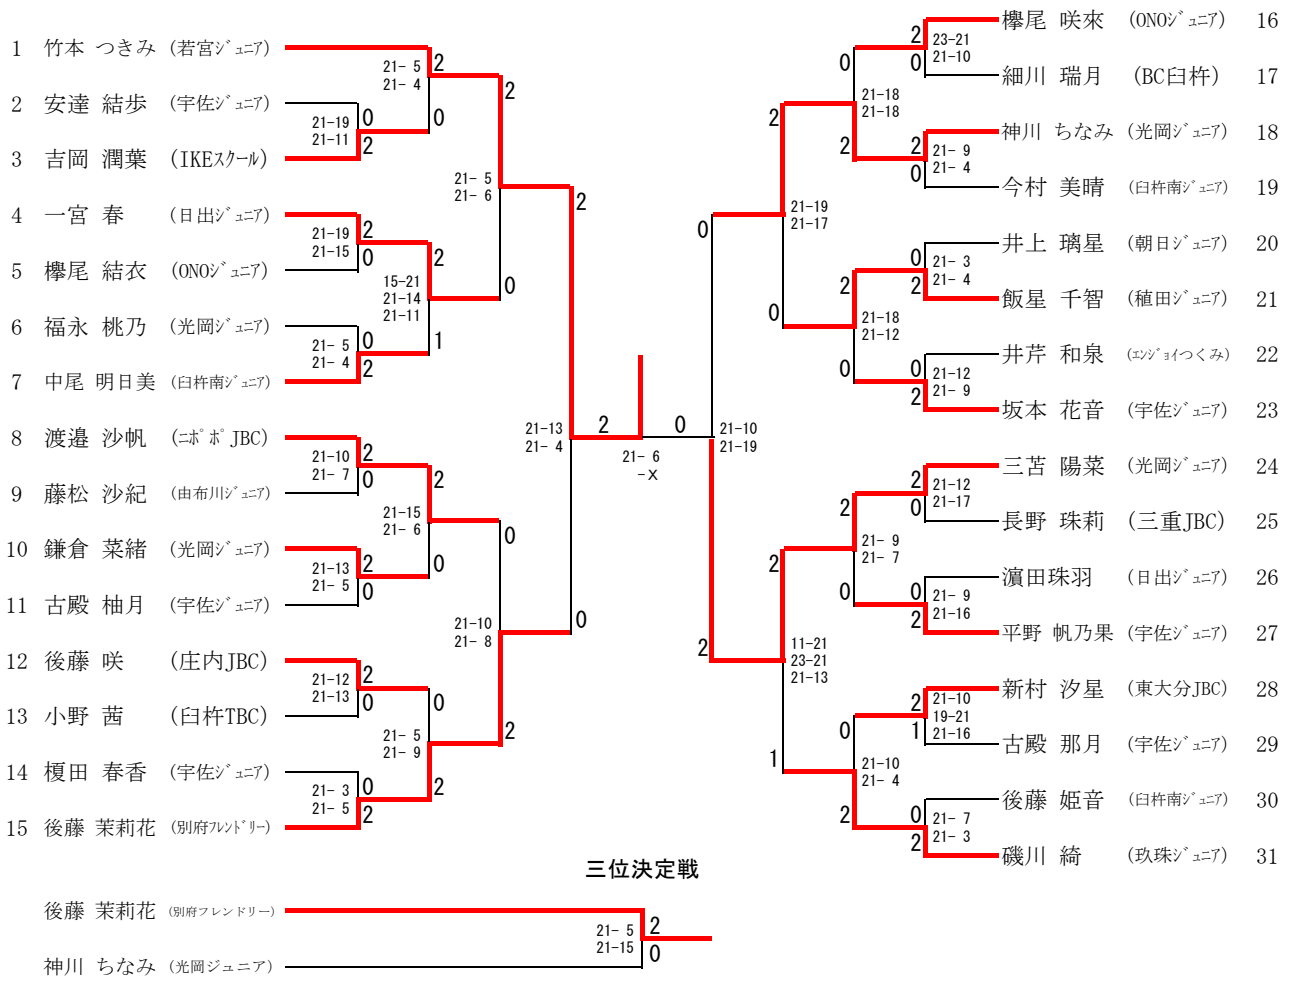 1 竹本 つきみ (若宮ジュニア)
2 安達 結歩 (宇佐ジュニア)
3 吉岡 潤葉 (IKEスクール)
4 一宮 春 (日出ジュニア)
5 欅尾 結衣 (ONOジュニア)
6 福永 桃乃 (光岡ジュニア)
7 中尾 明日美 (臼杵南ジュニア)
8 渡邉 沙帆 (ニポポJBC)
9 藤松 沙紀 (由布川ジュニア)
10 鎌倉 菜緒 (光岡ジュニア)
11 古殿 柚月 (宇佐ジュニア)
12 後藤 咲 (庄内JBC)
13 小野 茜 (臼杵TBC)
14 榎田 春香 (宇佐ジュニア)
15 後藤 茉莉花 (別府フレンドリー)
21-19 0
21-11 2
21-19 2
21-15 0
21- 5 0
21- 4 2
21-10 2
21- 7 0
21-13 2
21- 5 0
21-12 2
21-13 0
21- 3 0
21- 5 2
21- 5 2
21- 4 0
15-21 2
21-14
21-11 1
21-15 2
21- 6 0
21- 5 0
21- 9 2
21- 5 2
21- 6 0
21-10 0
21- 8 2
21-13 2
21- 4 0
2 0
21- 6
-X
欅尾 咲來 (ONOジュニア) 16
細川 瑞月 (BC臼杵) 17
神川 ちなみ (光岡ジュニア) 18
今村 美晴 (臼杵南ジュニア) 19
井上 璃星 (朝日ジュニア) 20
飯星 千智 (稙田ジュニア) 21
井芹 和泉 (エンジョイつくみ) 22
坂本 花音 (宇佐ジュニア) 23
三苫 陽菜 (光岡ジュニア) 24
長野 珠莉 (三重JBC) 25
濵田珠羽 (日出ジュニア) 26
平野 帆乃果 (宇佐ジュニア) 27
新村 汐星 (東大分JBC) 28
古殿 那月 (宇佐ジュニア) 29
後藤 姫音 (臼杵南ジュニア) 30
磯川 綺 (玖珠ジュニア) 31
2 23-21
0 21-10
2 21- 9
0 21- 4
0 21- 3
2 21- 4
0 21-12
2 21- 9
2 21-12
0 21-17
0 21- 9
2 21-16
2 21-10
19-21
1 21-16
0 21- 7
2 21- 3
0 21-18
2 21-18
2 21-18
0 21-12
2 21- 9
0 21- 7
0 21-10
2 21- 4
2 21-19
0 21-17
2 11-21
23-21
1 21-13
0 21-10
2 21-19
三位決定戦
後藤 茉莉花 (別府フレンドリー)
神川 ちなみ (光岡ジュニア)
21- 5 2
21-15 0